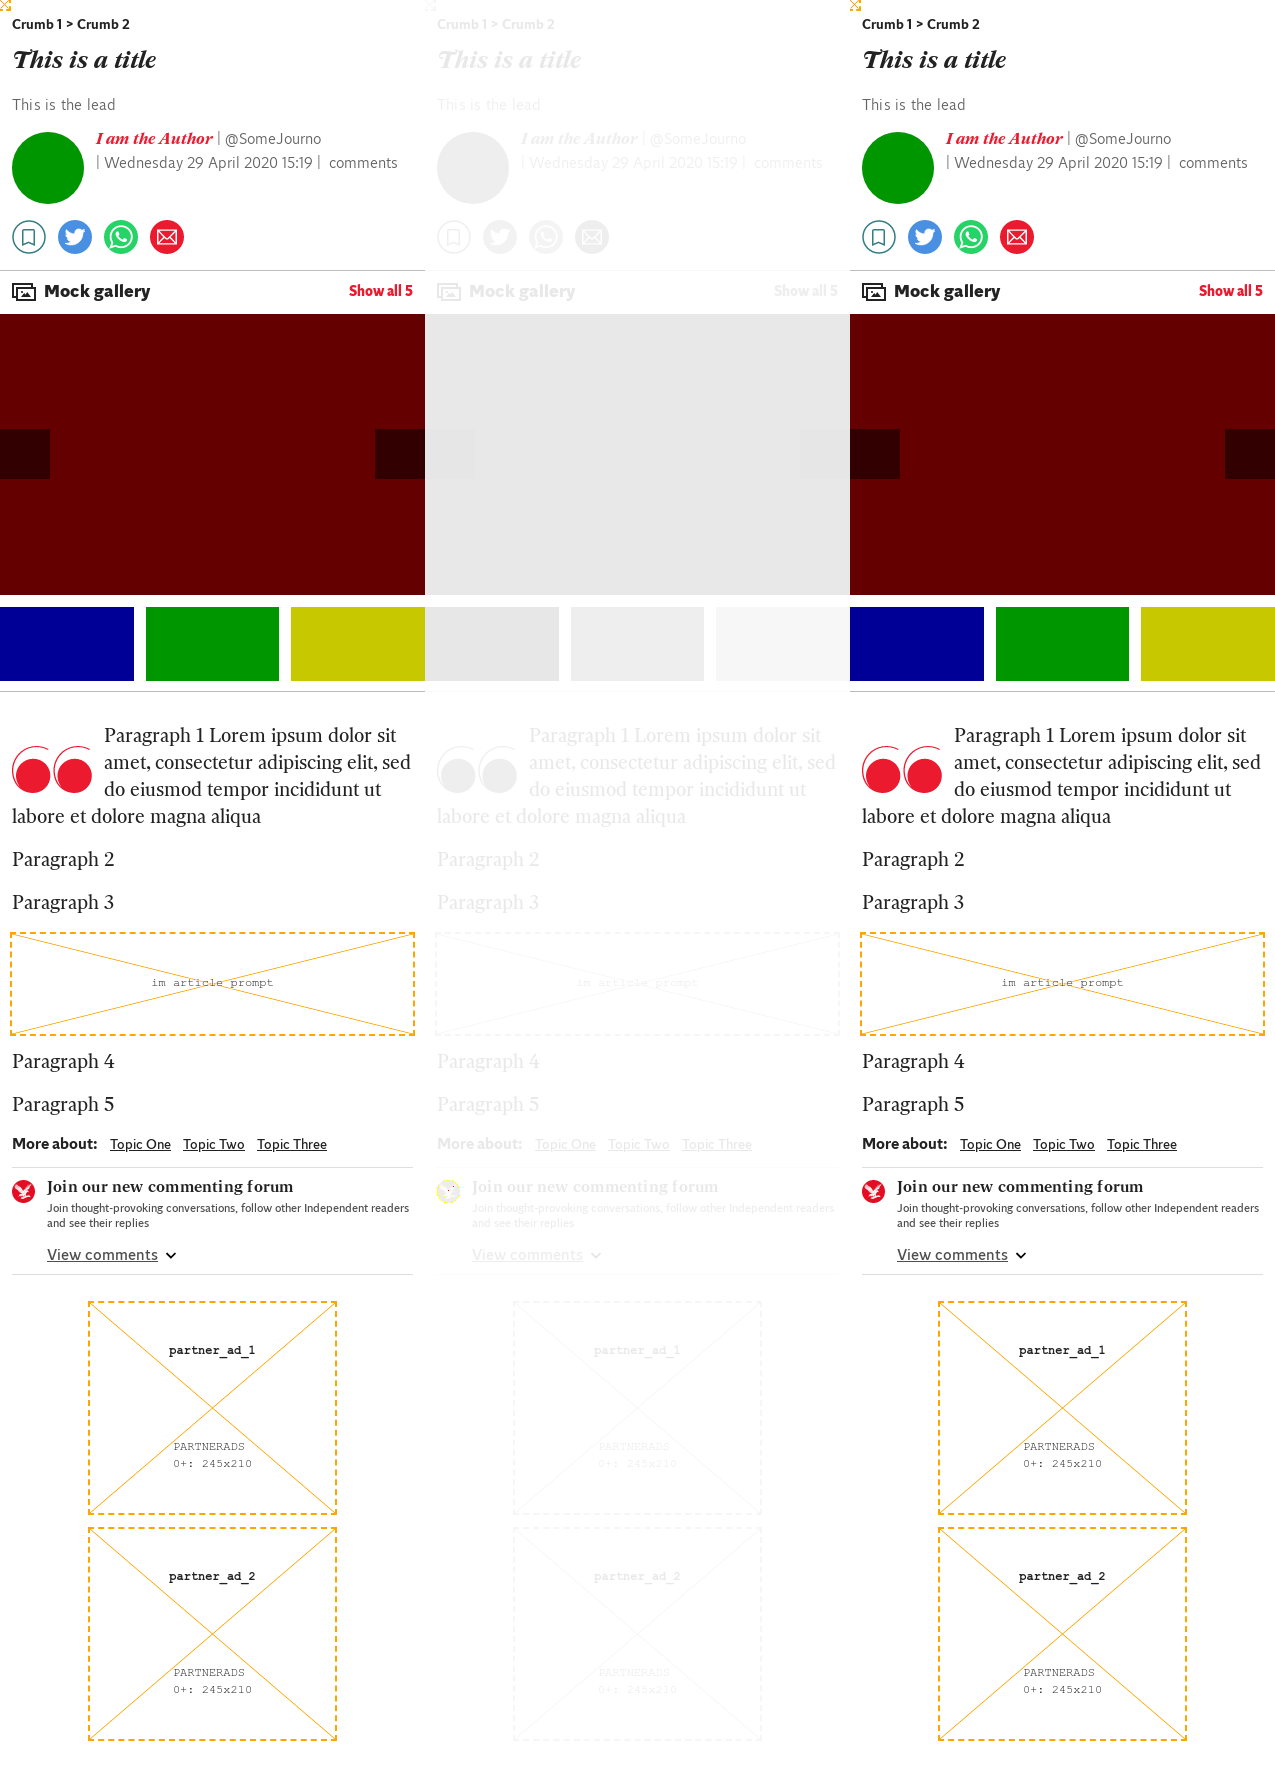 Crumb 1 > Crumb 2
This is a title
This is the lead
I am the Author | @SomeJourno
| Wednesday 29 April 2020 15:19 | comments
Mock gallery
Show all 5
Paragraph 1 Lorem ipsum dolor sit
amet, consectetur adipiscing elit, sed
do eiusmod tempor incididunt ut
labore et dolore magna aliqua
Paragraph 2
Paragraph 3
im article prompt
Paragraph 4
Paragraph 5
More about: Topic One Topic Two Topic Three
Join our new commenting forum
Join thought-provoking conversations, follow other Independent readers
and see their replies
View comments
partner_ad_1
PARTNERADS
0+: 245x210
partner_ad_2
PARTNERADS
0+: 245x210
Crumb 1 > Crumb 2
This is a title
This is the lead
I am the Author | @SomeJourno
| Wednesday 29 April 2020 15:19 | comments
Mock gallery
Show all 5
Paragraph 1 Lorem ipsum dolor sit
amet, consectetur adipiscing elit, sed
do eiusmod tempor incididunt ut
labore et dolore magna aliqua
Paragraph 2
Paragraph 3
in article prompt
Paragraph 4
Paragraph 5
More about: Topic One Topic Two Topic Three
Join our new commenting forum
Join thought-provoking conversations, follow other Independent readers
and see their replies
View comments
partner_ad_1
PARTNERADS
0+: 245x210
partner_ad_2
PARTNERADS
0+: 245x210
Crumb 1 > Crumb 2
This is a title
This is the lead
I am the Author | @SomeJourno
| Wednesday 29 April 2020 15:19 | comments
Mock gallery
Show all 5
Paragraph 1 Lorem ipsum dolor sit
amet, consectetur adipiscing elit, sed
do eiusmod tempor incididunt ut
labore et dolore magna aliqua
Paragraph 2
Paragraph 3
im article prompt
Paragraph 4
Paragraph 5
More about: Topic One Topic Two Topic Three
Join our new commenting forum
Join thought-provoking conversations, follow other Independent readers
and see their replies
View comments
partner_ad_1
PARTNERADS
0+: 245x210
partner_ad_2
PARTNERADS
0+: 245x210